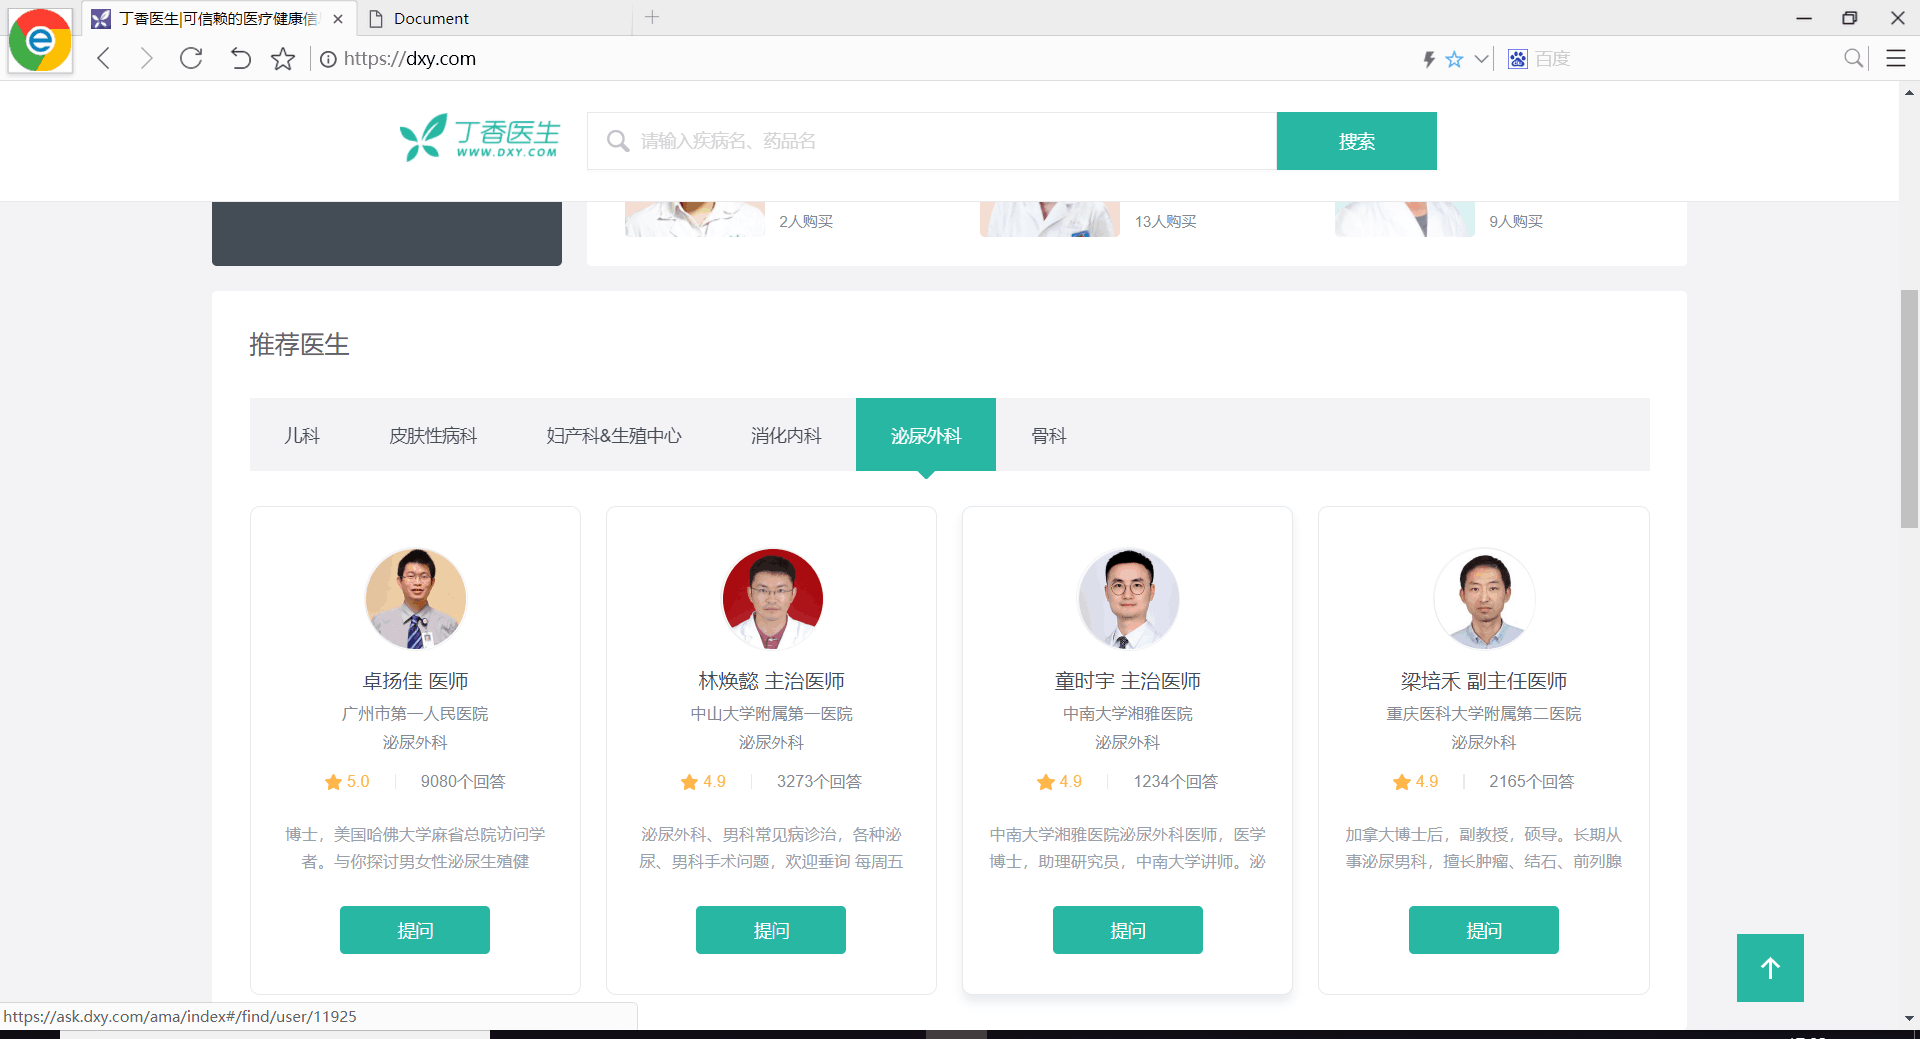 丁香医生|可信赖的医疗健康信
Document
https://dxy.com
百度
丁香医生
WWW.DXY.COM
请输入疾病名、药品名
搜索
2人购买
13人购买
9人购买
推荐医生
儿科
皮肤性病科
妇产科&生殖中心
消化内科
泌尿外科
骨科
卓扬佳 医师
广州市第一人民医院
泌尿外科
5.0
9080个回答
博士，美国哈佛大学麻省总院访问学
者。与你探讨男女性泌尿生殖健
提问
林焕懿 主治医师
中山大学附属第一医院
泌尿外科
4.9
3273个回答
泌尿外科、男科常见病诊治，各种泌
尿、男科手术问题，欢迎垂询 每周五
提问
童时宇 主治医师
中南大学湘雅医院
泌尿外科
4.9
1234个回答
中南大学湘雅医院泌尿外科医师，医学
博士，助理研究员，中南大学讲师。泌
提问
梁培禾 副主任医师
重庆医科大学附属第二医院
泌尿外科
4.9
2165个回答
加拿大博士后，副教授，硕导。长期从
事泌尿男科，擅长肿瘤、结石、前列腺
提问
https://ask.dxy.com/ama/index#/find/user/11925